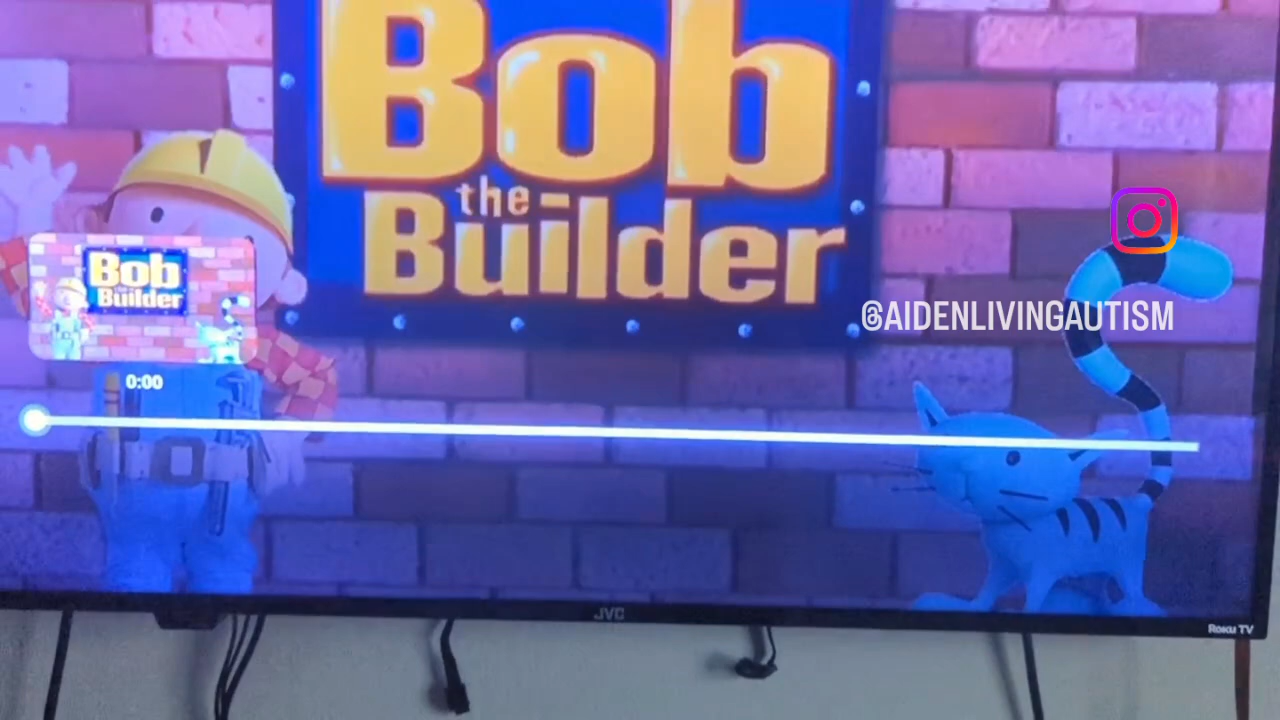 Bob
the
Builder
@AIDENLIVINGAUTISM
Bob
the
Builder
0:00
JVC
Roku TV